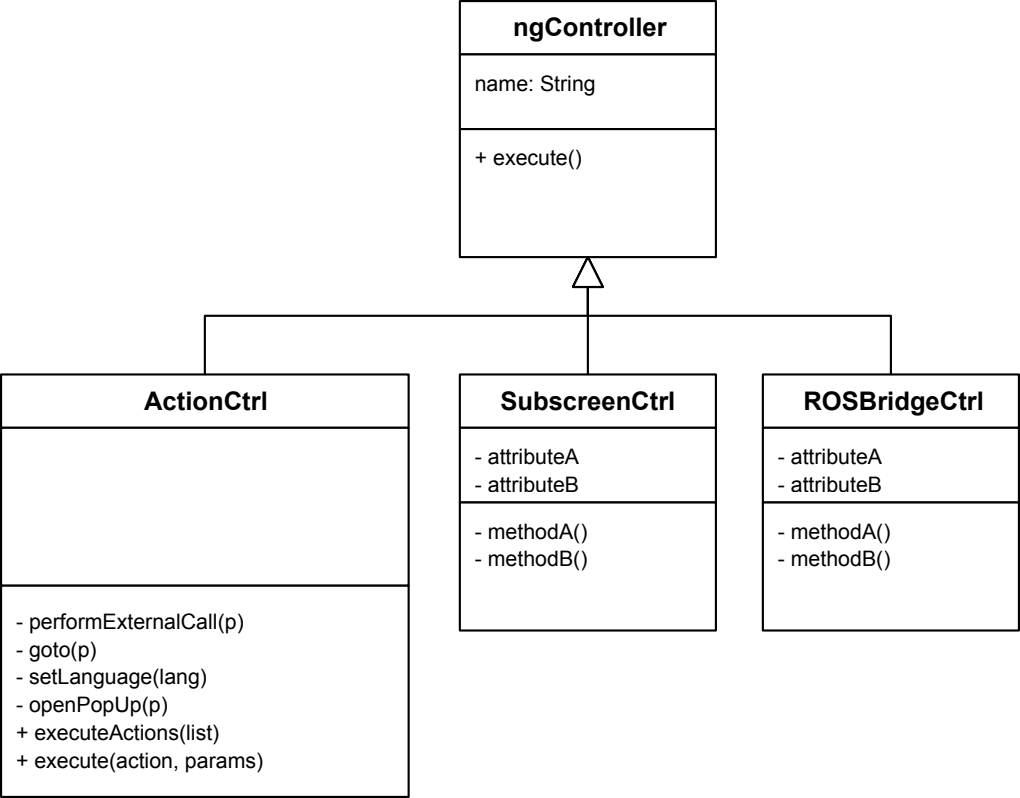 ngController
name: String
+ execute()
ActionCtrl
- performExternalCall(p)
- goto(p)
- setLanguage(lang)
- openPopUp(p)
+ executeActions(list)
+ execute(action, params)
SubscreenCtrl
- attributeA
- attributeB
- methodA()
- methodB()
ROSBridgeCtrl
- attributeA
- attributeB
- methodA()
- methodB()